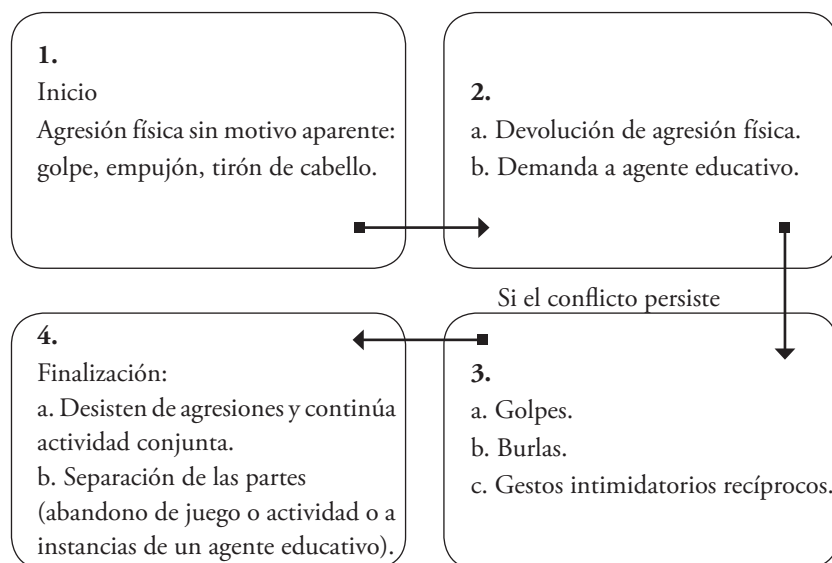 1.
Inicio
Agresión física sin motivo aparente:
golpe, empujón, tirón de cabello.
2.
a. Devolución de agresión física.
b. Demanda a agente educativo.
Si el conflicto persiste
3.
a. Golpes.
b. Burlas.
c. Gestos intimidatorios recíprocos.
4.
Finalización:
a. Desisten de agresiones y continúa
actividad conjunta.
b. Separación de las partes
(abandono de juego o actividad o a
instancias de un agente educativo).